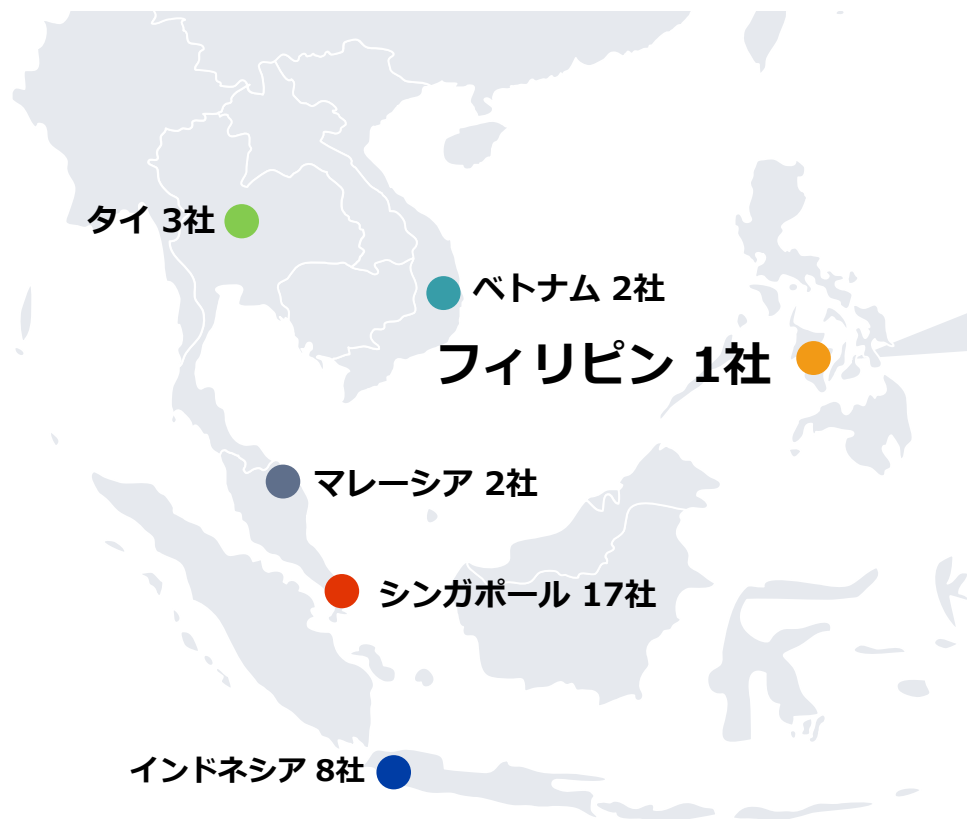 タイ 3社
ベトナム 2社
フィリピン 1社
マレーシア 2社
シンガポール 17社
インドネシア 8社